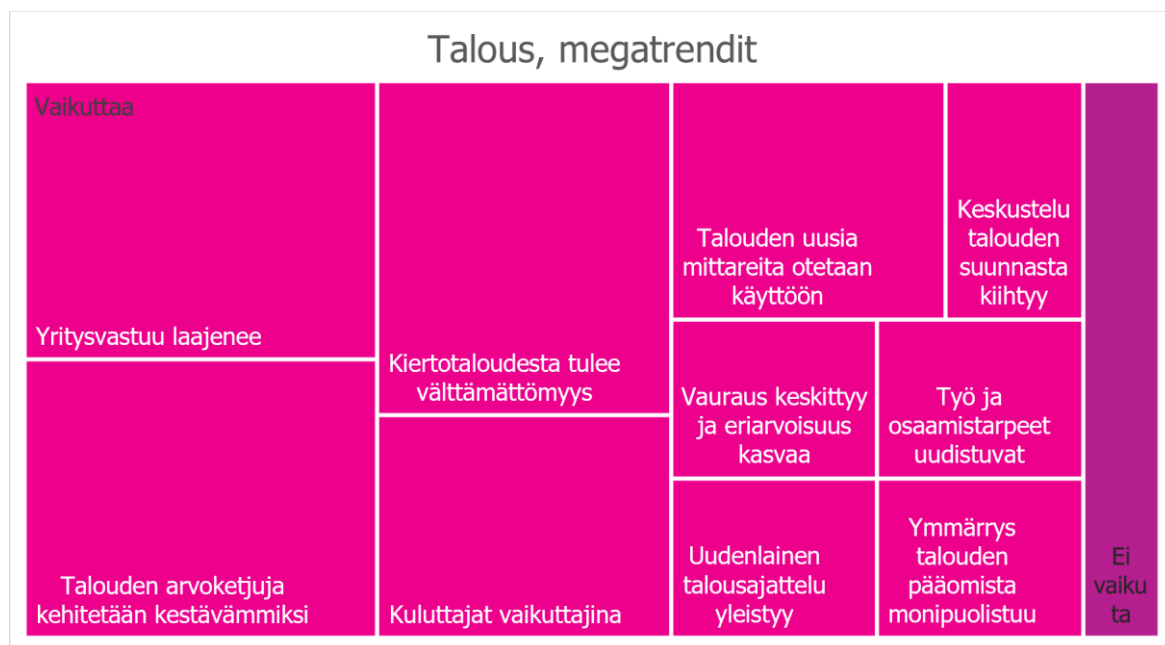 Talous, megatrendit
Vaikuttaa
Yritysvastuu laajenee
Talouden arvoketjuja
kehitetään kestävämmiksi
Kiertotaloudesta tulee
välttämättömyys
Kuluttajat vaikuttajina
Talouden uusia
mittareita otetaan
käyttöön
Keskustelu
talouden
suunnasta
kiihtyy
Vauraus keskittyy
ja eriarvoisuus
kasvaa
Työ ja
osaamistarpeet
uudistuvat
Uudenlainen
talousajattelu
yleistyy
Ymmärrys
talouden
pääomista
monipuolistuu
Ei
vaiku
ta